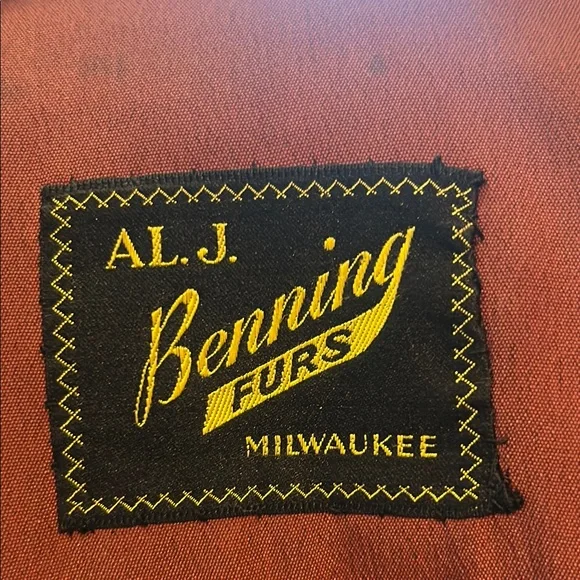 AL. J.
Benning
FURS
MILWAUKEE